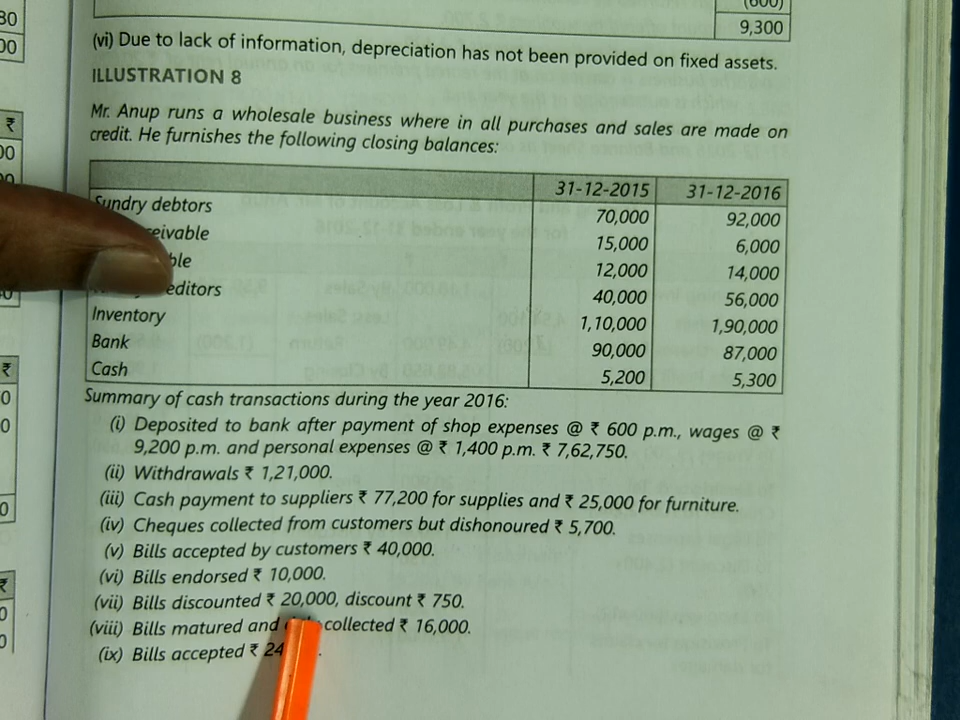 (600)
9,300
(vi) Due to lack of information, depreciation has not been provided on fixed assets.
ILLUSTRATION 8
Mr. Anup runs a wholesale business where in all purchases and sales are made on
credit. He furnishes the following closing balances:
31-12-2015 31-12-2016
Sundry debtors 70,000 92,000
eivable 15,000 6,000
ble 12,000 14,000
editors 40,000 56,000
Inventory 1,10,000 1,90,000
Bank 90,000 87,000
Cash 5,200 5,300
Summary of cash transactions during the year 2016:
(i) Deposited to bank after payment of shop expenses @ ₹ 600 p.m., wages @ ₹
9,200 p.m. and personal expenses @ ₹ 1,400 p.m. ₹ 7,62,750.
(ii) Withdrawals ₹ 1,21,000.
(iii) Cash payment to suppliers ₹ 77,200 for supplies and ₹ 25,000 for furniture.
(iv) Cheques collected from customers but dishonoured ₹ 5,700.
(v) Bills accepted by customers ₹ 40,000.
(vi) Bills endorsed ₹ 10,000.
(vii) Bills discounted ₹ 20,000, discount ₹ 750.
(viii) Bills matured and collected ₹ 16,000.
(ix) Bills accepted ₹ 24